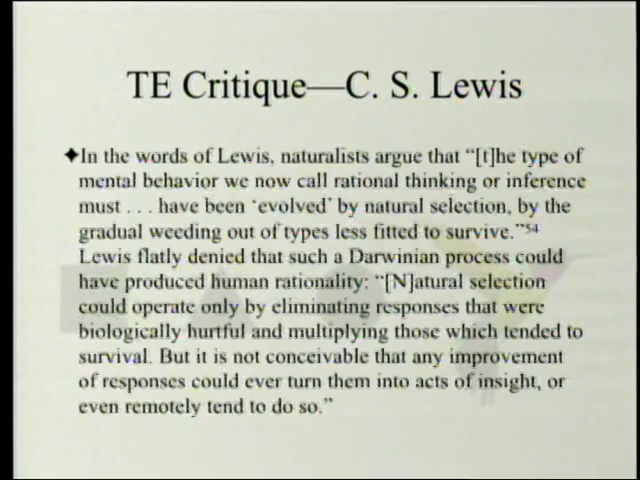 TE Critique—C. S. Lewis
✦In the words of Lewis, naturalists argue that “[t]he type of
mental behavior we now call rational thinking or inference
must . . . have been ‘evolved’ by natural selection, by the
gradual weeding out of types less fitted to survive.”54
Lewis flatly denied that such a Darwinian process could
have produced human rationality: “[N]atural selection
could operate only by eliminating responses that were
biologically hurtful and multiplying those which tended to
survival. But it is not conceivable that any improvement
of responses could ever turn them into acts of insight, or
even remotely tend to do so.”